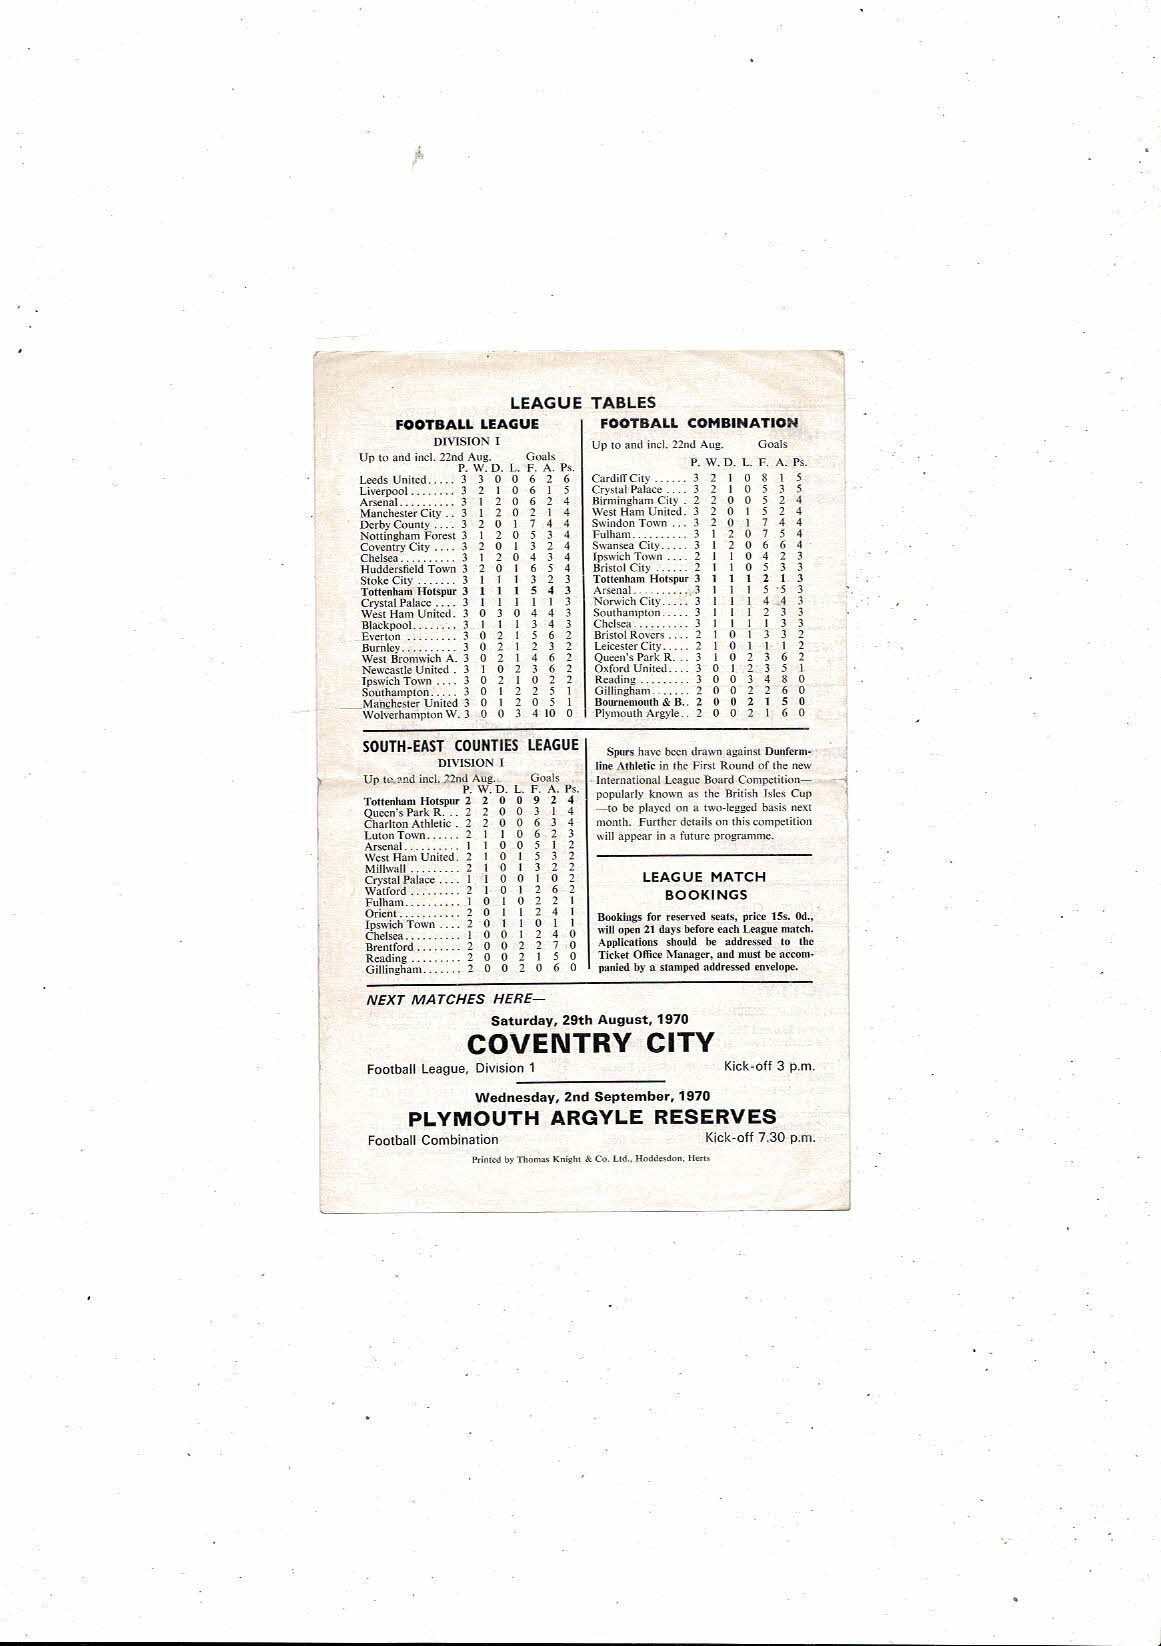 LEAGUE TABLES
FOOTBALL LEAGUE
DIVISION I
Up to and incl. 22nd Aug. Goals
P. W. D. L. F. A. Ps.
Leeds United..... 3 3 0 0 6 2 6
Liverpool........ 3 2 1 0 6 1 5
Arsenal.......... 3 1 2 0 6 2 4
Manchester City .. 3 1 2 0 2 1 4
Derby County .... 3 2 0 1 7 4 4
Nottingham Forest 3 1 2 0 5 3 4
Coventry City .... 3 2 0 1 3 2 4
Chelsea.......... 3 1 2 0 4 3 4
Huddersfield Town 3 2 0 1 6 5 4
Stoke City ....... 3 1 1 1 3 2 3
Tottenham Hotspur 3 1 1 1 5 4 3
Crystal Palace .... 3 1 1 1 1 1 3
West Ham United. 3 0 3 0 4 4 3
Blackpool........ 3 1 1 1 3 4 3
Everton ......... 3 0 2 1 5 6 2
Burnley.......... 3 0 2 1 2 3 2
West Bromwich A. 3 0 2 1 4 6 2
Newcastle United . 3 1 0 2 3 6 2
Ipswich Town .... 3 0 2 1 0 2 2
Southampton..... 3 0 1 2 2 5 1
Manchester United 3 0 1 2 0 5 1
Wolverhampton W. 3 0 0 3 4 10 0
FOOTBALL COMBINATION
Up to and incl. 22nd Aug. Goals
P. W. D. L. F. A. Ps.
Cardiff City ...... 3 2 1 0 8 1 5
Crystal Palace .... 3 2 1 0 5 3 5
Birmingham City . 2 2 0 0 5 2 4
West Ham United. 3 2 0 1 5 2 4
Swindon Town ... 3 2 0 1 7 4 4
Fulham.......... 3 1 2 0 7 5 4
Swansea City..... 3 1 2 0 6 6 4
Ipswich Town .... 2 1 1 0 4 2 3
Bristol City ...... 2 1 1 0 5 3 3
Tottenham Hotspur 3 1 1 1 2 1 3
Arsenal.......... 3 1 1 1 5 5 3
Norwich City..... 3 1 1 1 4 4 3
Southampton..... 3 1 1 1 2 3 3
Chelsea.......... 3 1 1 1 1 3 3
Bristol Rovers .... 2 1 0 1 3 3 2
Leicester City..... 2 1 0 1 1 1 2
Queen's Park R. .. 3 1 0 2 3 6 2
Oxford United.... 3 0 1 2 3 5 1
Reading ......... 3 0 0 3 4 8 0
Gillingham....... 2 0 0 2 2 6 0
Bournemouth & B.. 2 0 0 2 1 5 0
Plymouth Argyle.. 2 0 0 2 1 6 0
SOUTH-EAST COUNTIES LEAGUE
DIVISION I
Up to and incl. 22nd Aug. Goals
P. W. D. L. F. A. Ps.
Tottenham Hotspur 2 2 0 0 9 2 4
Queen's Park R. .. 2 2 0 0 3 1 4
Charlton Athletic . 2 2 0 0 6 3 4
Luton Town...... 2 1 1 0 6 2 3
Arsenal.......... 1 1 0 0 5 1 2
West Ham United. 2 1 0 1 5 3 2
Millwall ......... 2 1 0 1 3 2 2
Crystal Palace .... 1 1 0 0 1 0 2
Watford ......... 2 1 0 1 2 6 2
Fulham.......... 1 0 1 0 2 2 1
Orient........... 2 0 1 1 2 4 1
Ipswich Town .... 2 0 1 1 0 1 1
Chelsea.......... 1 0 0 1 2 4 0
Brentford........ 2 0 0 2 2 7 0
Reading ......... 2 0 0 2 1 5 0
Gillingham....... 2 0 0 2 0 6 0
Spurs have been drawn against Dunferm-
line Athletic in the First Round of the new
International League Board Competition—
popularly known as the British Isles Cup
—to be played on a two-legged basis next
month. Further details on this competition
will appear in a future programme.
LEAGUE MATCH
BOOKINGS
Bookings for reserved seats, price 15s. 0d.,
will open 21 days before each League match.
Applications should be addressed to the
Ticket Office Manager, and must be accom-
panied by a stamped addressed envelope.
NEXT MATCHES HERE—
Saturday, 29th August, 1970
COVENTRY CITY
Football League, Division 1 Kick-off 3 p.m.
Wednesday, 2nd September, 1970
PLYMOUTH ARGYLE RESERVES
Football Combination Kick-off 7.30 p.m.
Printed by Thomas Knight & Co. Ltd., Hoddesdon, Herts